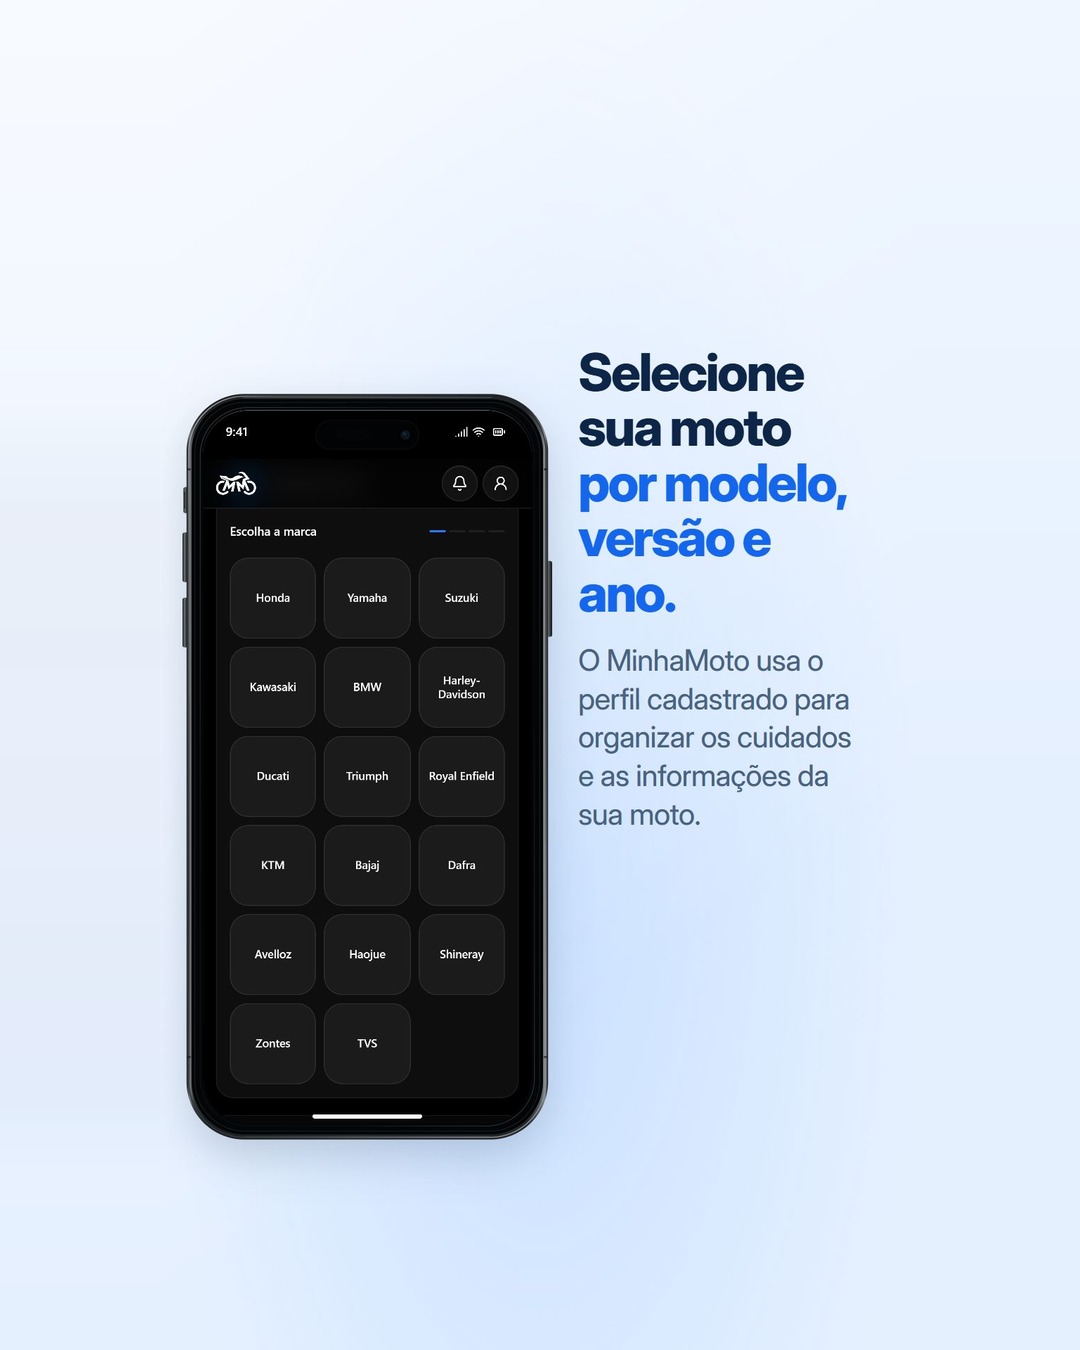 Selecione
sua moto
por modelo,
versão e
ano.
O MinhaMoto usa o
perfil cadastrado para
organizar os cuidados
e as informações da
sua moto.
9:41
MM
Escolha a marca
Honda
Yamaha
Suzuki
Kawasaki
BMW
Harley-
Davidson
Ducati
Triumph
Royal Enfield
KTM
Bajaj
Dafra
Avelloz
Haojue
Shineray
Zontes
TVS